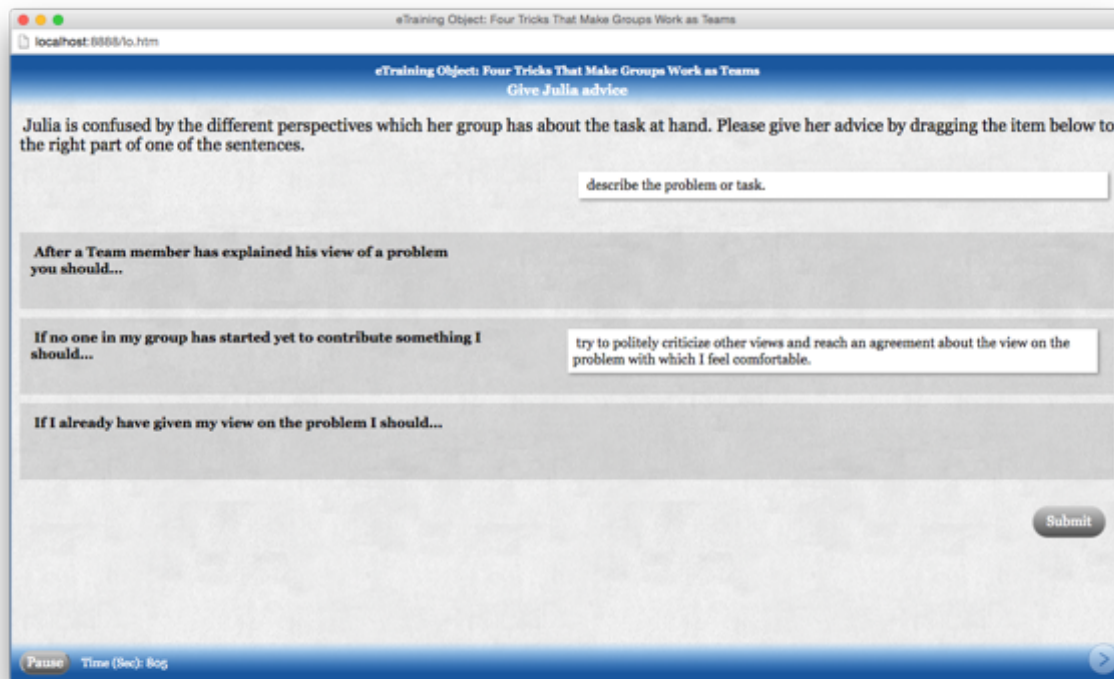 eTraining Object: Four Tricks That Make Groups Work as Teams
localhost:8888/lo.htm
eTraining Object: Four Tricks That Make Groups Work as Teams
Give Julia advice
Julia is confused by the different perspectives which her group has about the task at hand. Please give her advice by dragging the item below to
the right part of one of the sentences.
describe the problem or task.
After a Team member has explained his view of a problem
you should...
If no one in my group has started yet to contribute something I
should...
try to politely criticize other views and reach an agreement about the view on the
problem with which I feel comfortable.
If I already have given my view on the problem I should...
Submit
Pause Time (Sec): 805